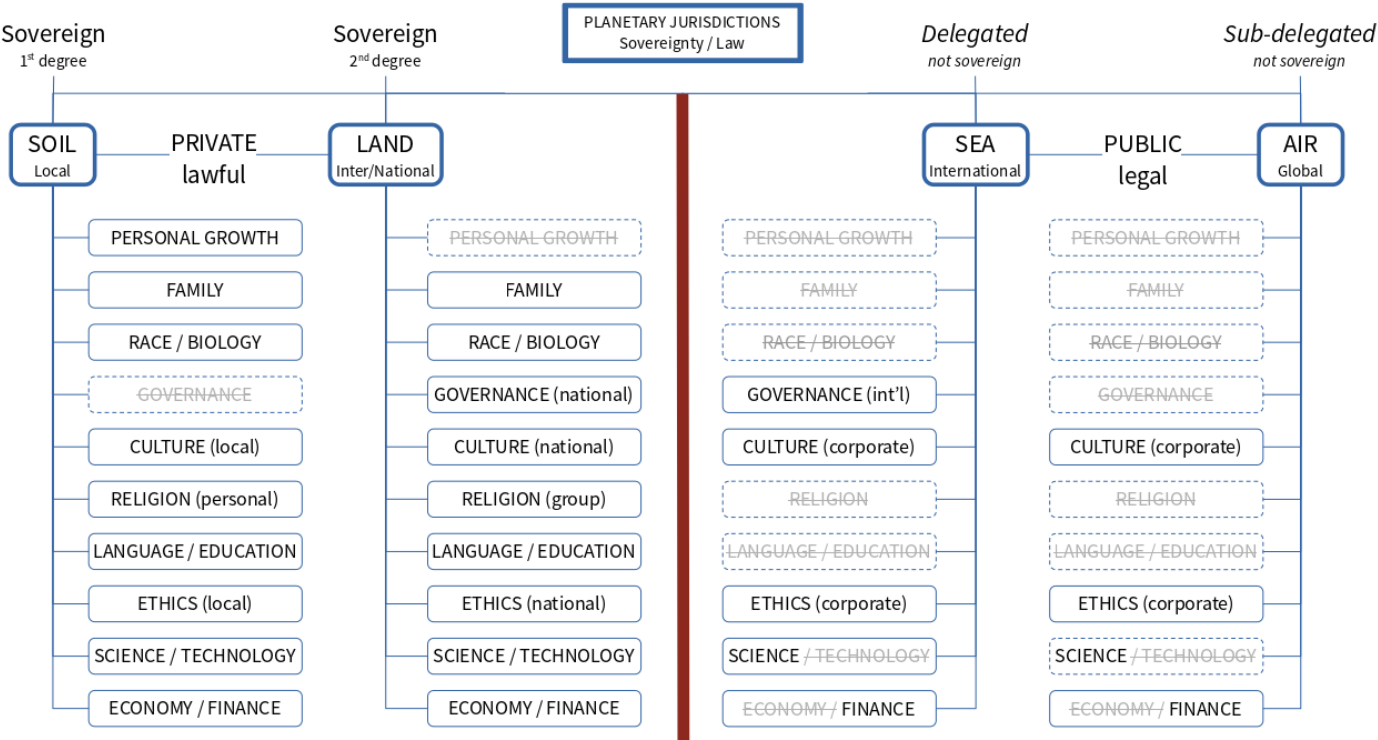 PLANETARY JURISDICTIONS
Sovereignty / Law
Sovereign
1st degree
Sovereign
2nd degree
Delegated
not sovereign
Sub-delegated
not sovereign
SOIL
Local
PRIVATE
lawful
LAND
Inter/National
SEA
International
PUBLIC
legal
AIR
Global
PERSONAL GROWTH
FAMILY
RACE / BIOLOGY
GOVERNANCE
CULTURE (local)
RELIGION (personal)
LANGUAGE / EDUCATION
ETHICS (local)
SCIENCE / TECHNOLOGY
ECONOMY / FINANCE
PERSONAL GROWTH
FAMILY
RACE / BIOLOGY
GOVERNANCE (national)
CULTURE (national)
RELIGION (group)
LANGUAGE / EDUCATION
ETHICS (national)
SCIENCE / TECHNOLOGY
ECONOMY / FINANCE
PERSONAL GROWTH
FAMILY
RACE / BIOLOGY
GOVERNANCE (int'l)
CULTURE (corporate)
RELIGION
LANGUAGE / EDUCATION
ETHICS (corporate)
SCIENCE / TECHNOLOGY
ECONOMY / FINANCE
PERSONAL GROWTH
FAMILY
RACE / BIOLOGY
GOVERNANCE
CULTURE (corporate)
RELIGION
LANGUAGE / EDUCATION
ETHICS (corporate)
SCIENCE / TECHNOLOGY
ECONOMY / FINANCE